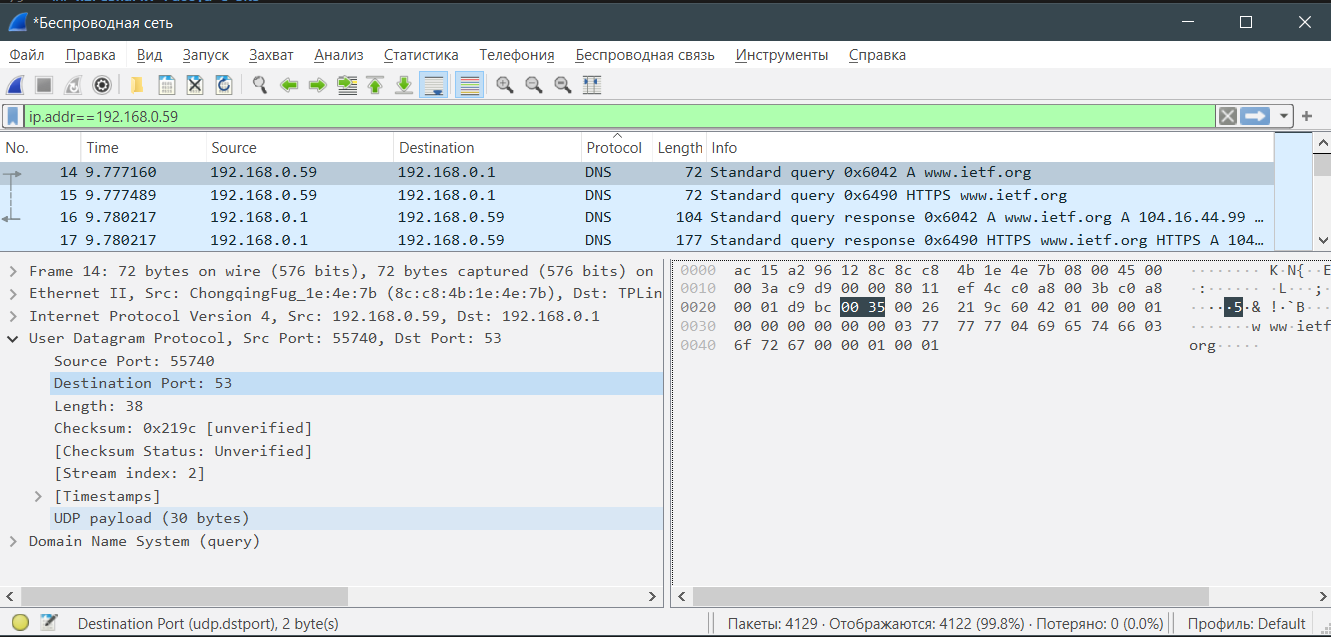 *Беспроводная сеть
Файл Правка Вид Запуск Захват Анализ Статистика Телефония Беспроводная связь Инструменты Справка
ip.addr==192.168.0.59
No. Time Source Destination Protocol Length Info
14 9.777160 192.168.0.59 192.168.0.1 DNS 72 Standard query 0x6042 A www.ietf.org
15 9.777489 192.168.0.59 192.168.0.1 DNS 72 Standard query 0x6490 HTTPS www.ietf.org
16 9.780217 192.168.0.1 192.168.0.59 DNS 104 Standard query response 0x6042 A www.ietf.org A 104.16.44.99 …
17 9.780217 192.168.0.1 192.168.0.59 DNS 177 Standard query response 0x6490 HTTPS www.ietf.org HTTPS A 104…
Frame 14: 72 bytes on wire (576 bits), 72 bytes captured (576 bits) on
Ethernet II, Src: ChongqingFug_1e:4e:7b (8c:c8:4b:1e:4e:7b), Dst: TPLin
Internet Protocol Version 4, Src: 192.168.0.59, Dst: 192.168.0.1
User Datagram Protocol, Src Port: 55740, Dst Port: 53
Source Port: 55740
Destination Port: 53
Length: 38
Checksum: 0x219c [unverified]
[Checksum Status: Unverified]
[Stream index: 2]
[Timestamps]
UDP payload (30 bytes)
Domain Name System (query)
0000 ac 15 a2 96 12 8c 8c c8 4b 1e 4e 7b 08 00 45 00 ········ K·N{··E
0010 00 3a c9 d9 00 00 80 11 ef 4c c0 a8 00 3b c0 a8 ·:······ ·L···;··
0020 00 01 d9 bc 00 35 00 26 21 9c 60 42 01 00 00 01 ·····5·& !·`B····
0030 00 00 00 00 00 00 03 77 77 77 04 69 65 74 66 03 ·······w ww·ietf
0040 6f 72 67 00 00 01 00 01 org·····
Destination Port (udp.dstport), 2 byte(s)
Пакеты: 4129 · Отображаются: 4122 (99.8%) · Потеряно: 0 (0.0%)
Профиль: Default